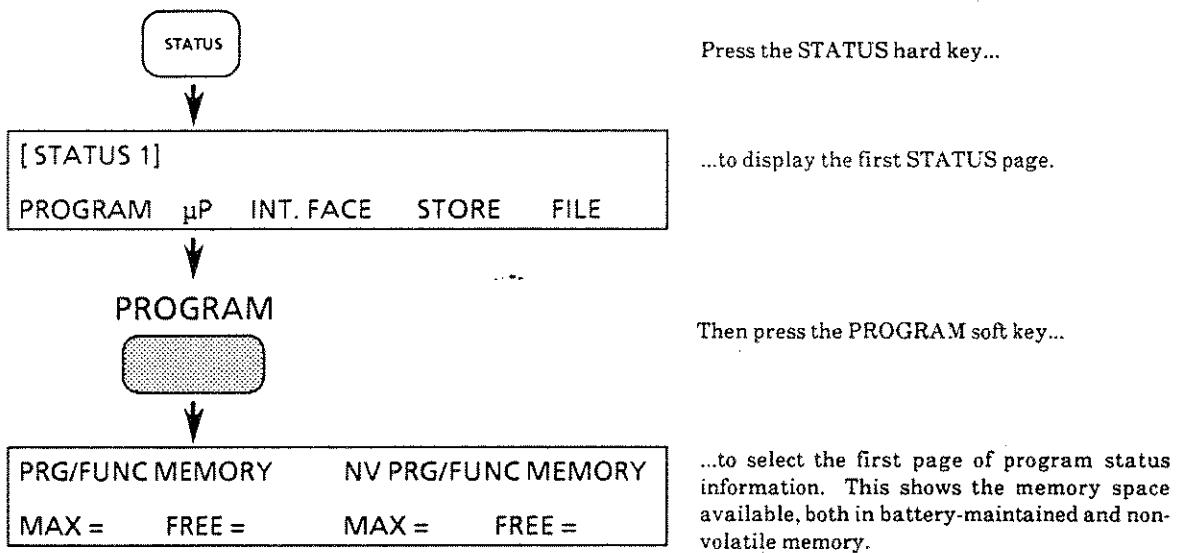 STATUS
Press the STATUS hard key...
[ STATUS 1]
...to display the first STATUS page.
PROGRAM μP INT. FACE STORE FILE
PROGRAM
Then press the PROGRAM soft key...
PRG/FUNC MEMORY NV PRG/FUNC MEMORY
MAX = FREE = MAX = FREE =
...to select the first page of program status
information. This shows the memory space
available, both in battery-maintained and non-
volatile memory.